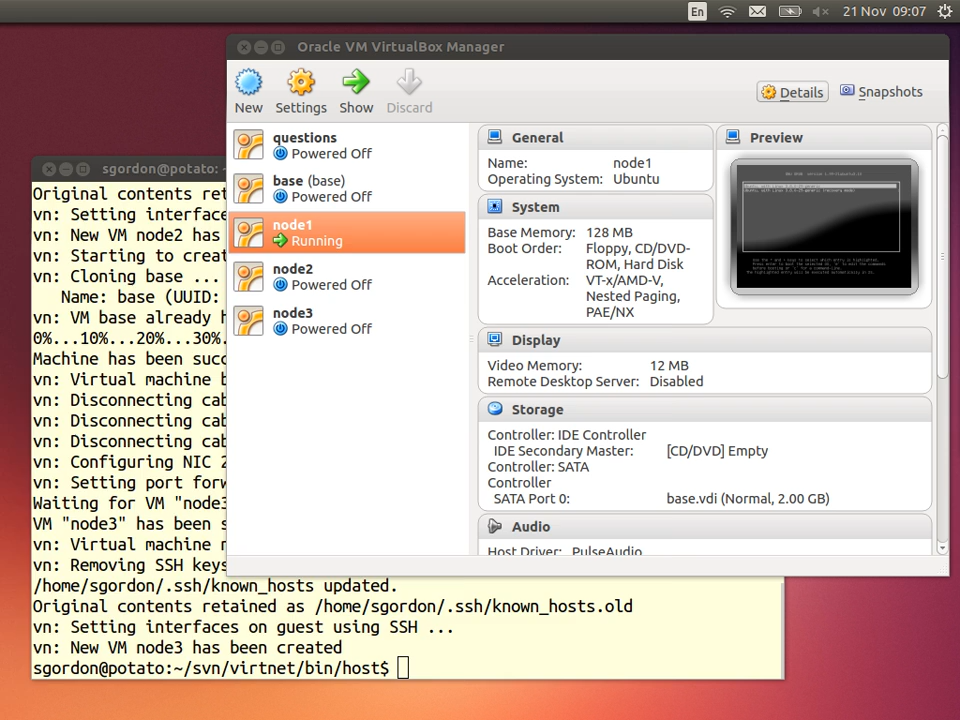 En
21 Nov 09:07
Oracle VM VirtualBox Manager
New Settings Show Discard
Details Snapshots
questions
Powered Off
base (base)
Powered Off
node1
Running
node2
Powered Off
node3
Powered Off
General
Name: node1
Operating System: Ubuntu
System
Base Memory: 128 MB
Boot Order: Floppy, CD/DVD-
ROM, Hard Disk
Acceleration: VT-x/AMD-V,
Nested Paging,
PAE/NX
Preview
Display
Video Memory: 12 MB
Remote Desktop Server: Disabled
Storage
Controller: IDE Controller
IDE Secondary Master: [CD/DVD] Empty
Controller: SATA
Controller
SATA Port 0: base.vdi (Normal, 2.00 GB)
Audio
Host Driver: PulseAudio
sgordon@potato:
Original contents ret
vn: Setting interface
vn: New VM node2 has
vn: Starting to creat
vn: Cloning base ...
Name: base (UUID:
vn: VM base already h
0%...10%...20%...30%.
Machine has been succ
vn: Virtual machine b
vn: Disconnecting cab
vn: Disconnecting cab
vn: Disconnecting cab
vn: Configuring NIC 2
vn: Setting port forw
Waiting for VM "node3
VM "node3" has been s
vn: Virtual machine n
vn: Removing SSH keys
/home/sgordon/.ssh/known_hosts updated.
Original contents retained as /home/sgordon/.ssh/known_hosts.old
vn: Setting interfaces on guest using SSH ...
vn: New VM node3 has been created
sgordon@potato:~/svn/virtnet/bin/host$